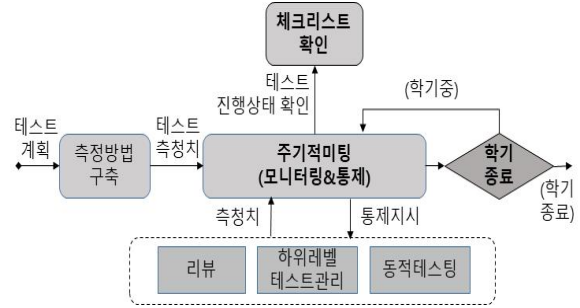 체크리스트
확인
테스트
진행상태 확인
(학기중)
테스트
계획
측정방법
구축
테스트
측청치
주기적미팅
(모니터링&통제)
학기
종료
(학기
종료)
측청치
통제지시
리뷰
하위레벨
테스트관리
동적테스팅